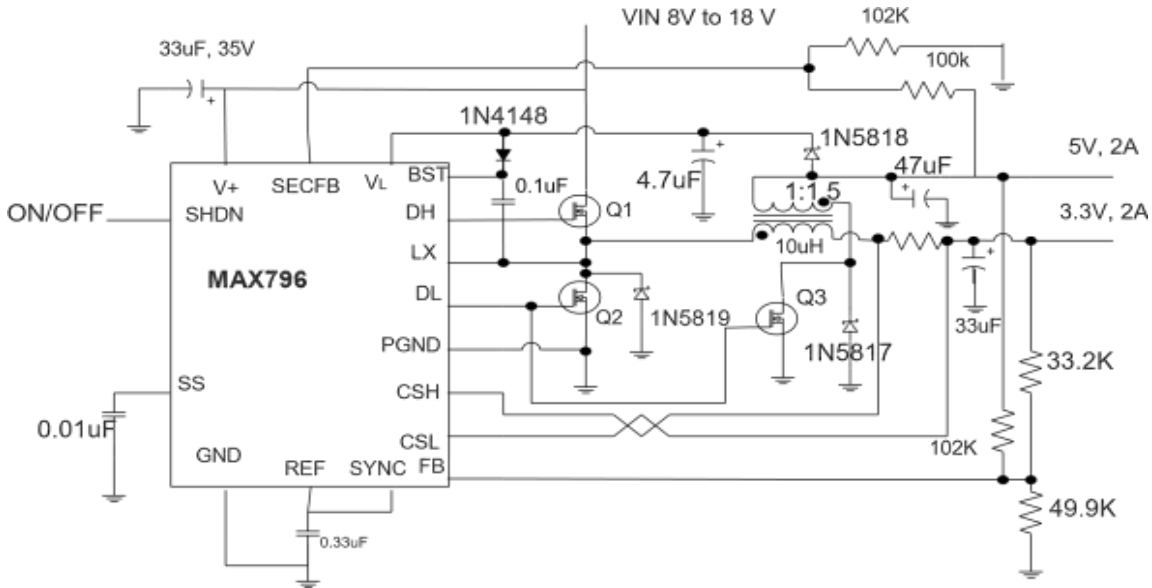 VIN 8V to 18 V
102K
33uF, 35V
+
100k
1N4148
1N5818
+
5V, 2A
V+
SECFB
VL
BST
0.1uF
4.7uF
47uF
+
1:1.5
ON/OFF
SHDN
DH
Q1
3.3V, 2A
LX
10uH
+
MAX796
DL
Q2
1N5819
Q3
33uF
PGND
1N5817
33.2K
SS
CSH
0.01uF
CSL
102K
GND
REF
SYNC
FB
49.9K
0.33uF